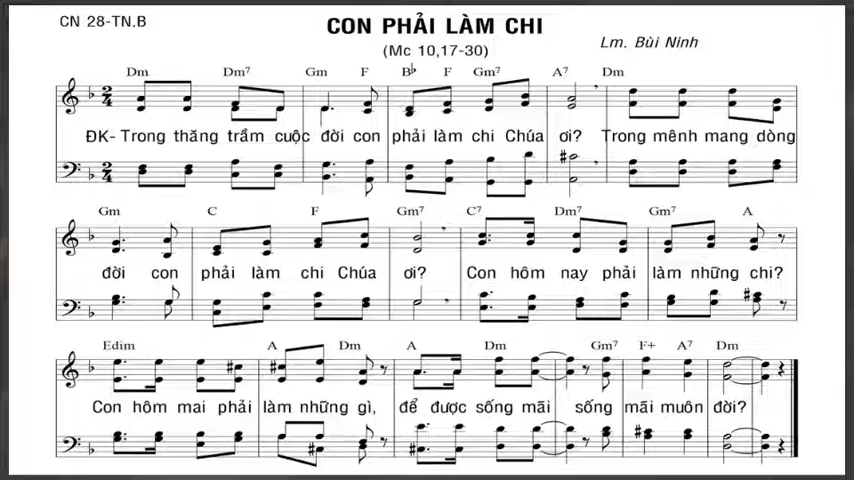 CN 28-TN.B
CON PHẢI LÀM CHI
(Mc 10,17-30)
Lm. Bùi Ninh
Dm Dm7 Gm F Bb F Gm7 A7 Dm
ĐK- Trong thăng trầm cuộc đời con phải làm chi Chúa ơi? Trong mênh mang dòng
Gm C F Gm7 C7 Dm7 Gm7 A
đời con phải làm chi Chúa ơi? Con hôm nay phải làm những chi?
Edim A Dm A Dm Gm7 F+ A7 Dm
Con hôm mai phải làm những gì, để được sống mãi sống mãi muôn đời?